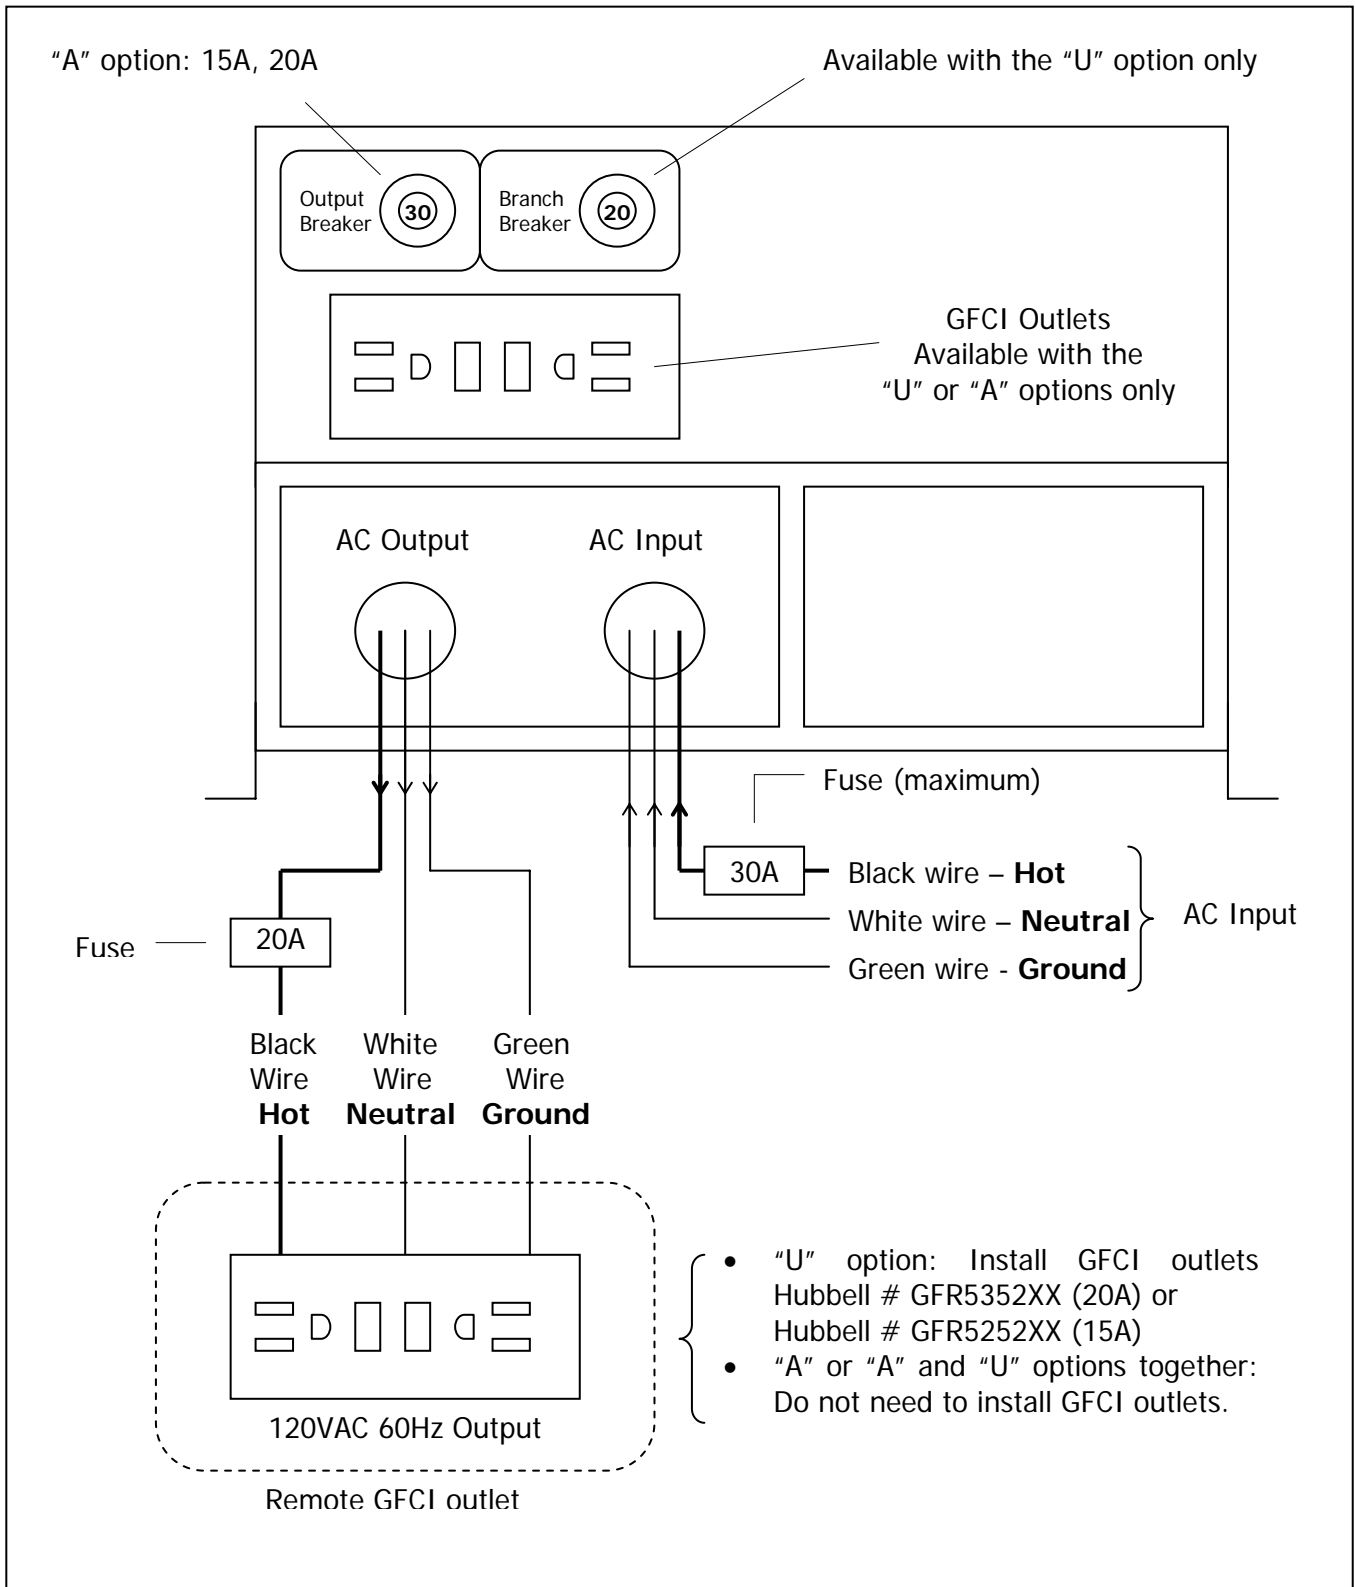 “A” option: 15A, 20A
Available with the “U” option only
Output
Breaker
30
Branch
Breaker
20
GFCI Outlets
Available with the
“U” or “A” options only
AC Output
AC Input
Fuse (maximum)
30A
Black wire – Hot
White wire – Neutral
Green wire - Ground
AC Input
Fuse
20A
Black
Wire
Hot
White
Wire
Neutral
Green
Wire
Ground
• “U” option: Install GFCI outlets
Hubbell # GFR5352XX (20A) or
Hubbell # GFR5252XX (15A)
• “A” or “A” and “U” options together:
Do not need to install GFCI outlets.
120VAC 60Hz Output
Remote GFCI outlet